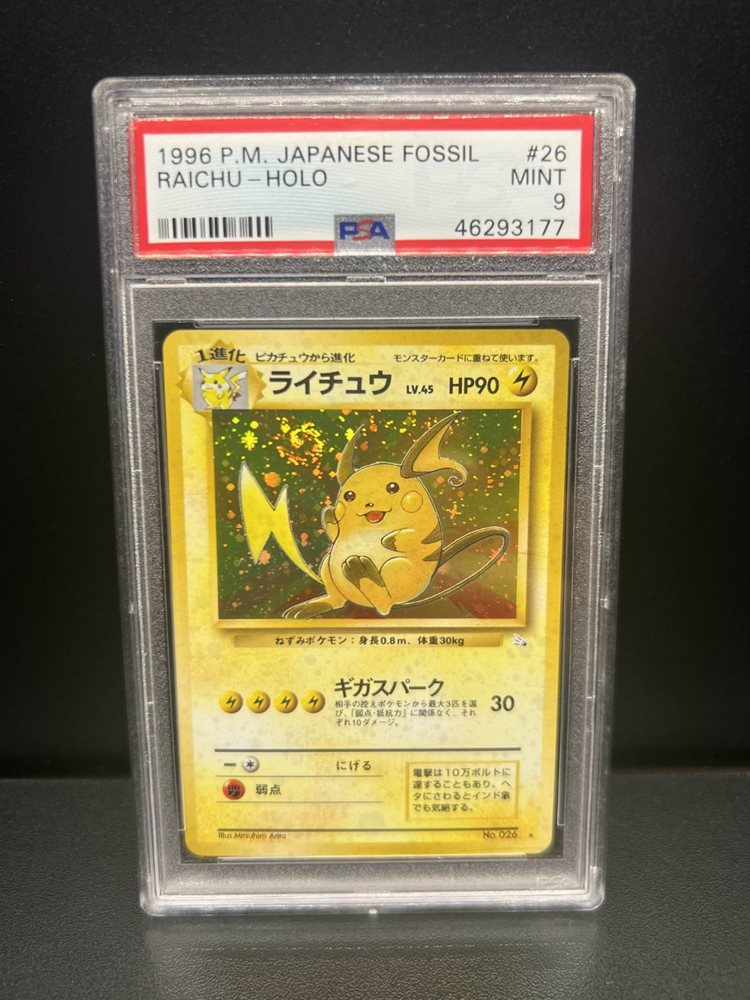 1996 P.M. JAPANESE FOSSIL #26
RAICHU - HOLO MINT
9
PSA 46293177
1進化 ピカチュウから進化 モンスターカードに重ねて使います。
ライチュウ LV.45 HP90
ねずみポケモン:身長0.8m、体重30kg
ギガスパーク 30
相手の控えポケモンから最大3匹を選
び、「弱点・抵抗力」に関係なく、それ
ぞれ10ダメージ。
にげる
弱点
電撃は10万ボルトに
達することもあり、ヘ
タにさわるとインド象
でも気絶する。
Illus.Mitsuhiro Arita No.026